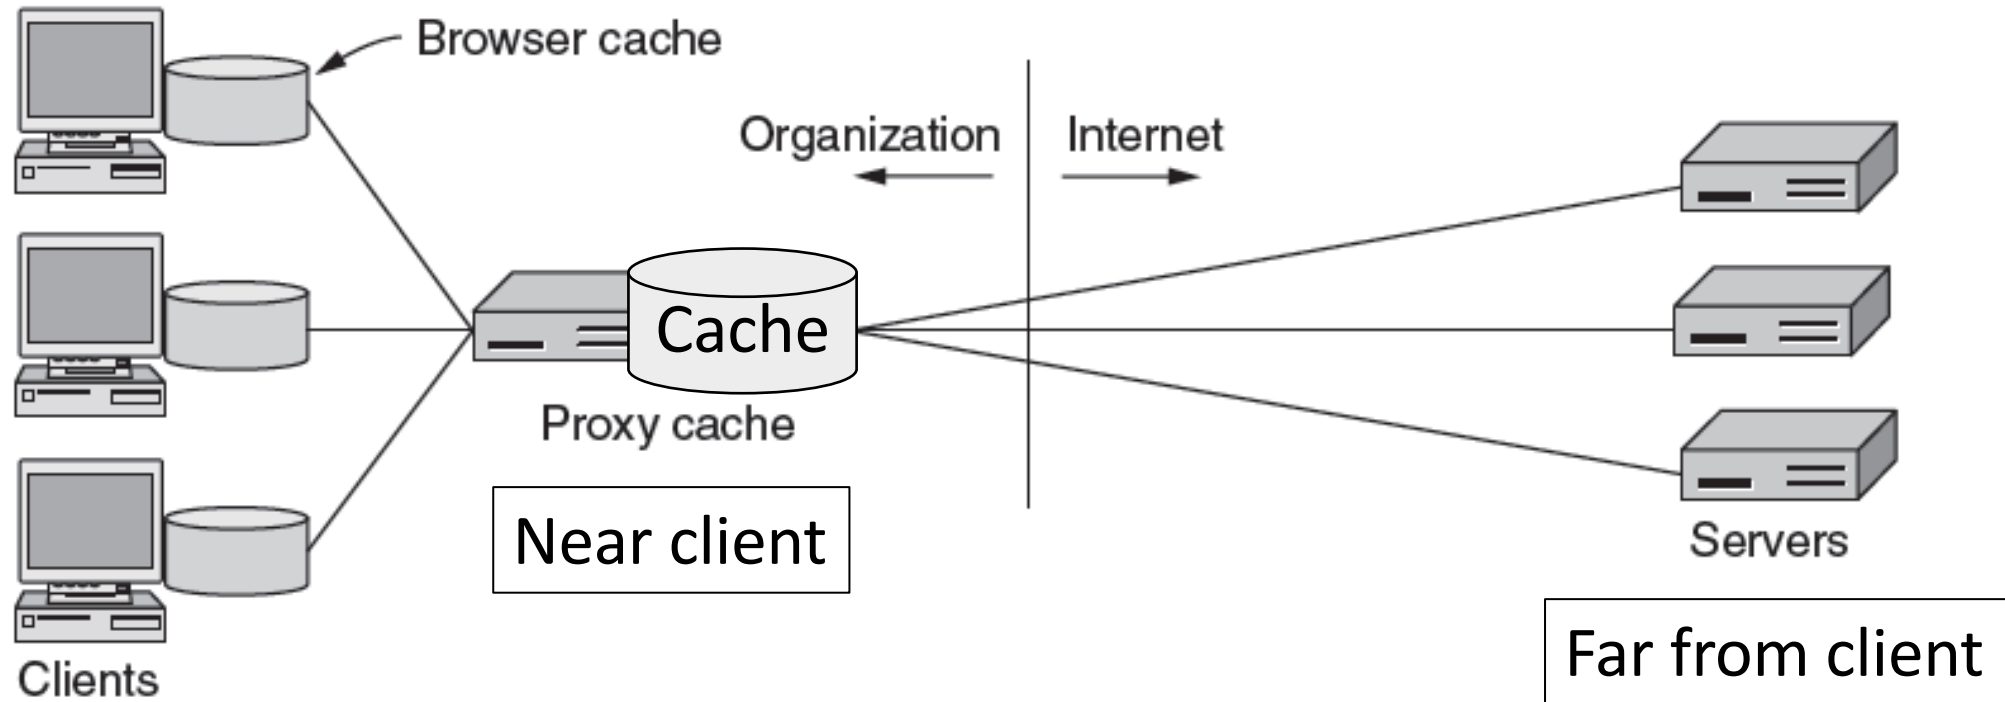 Browser cache
Organization
Internet
Cache
Proxy cache
Near client
Servers
Far from client
Clients